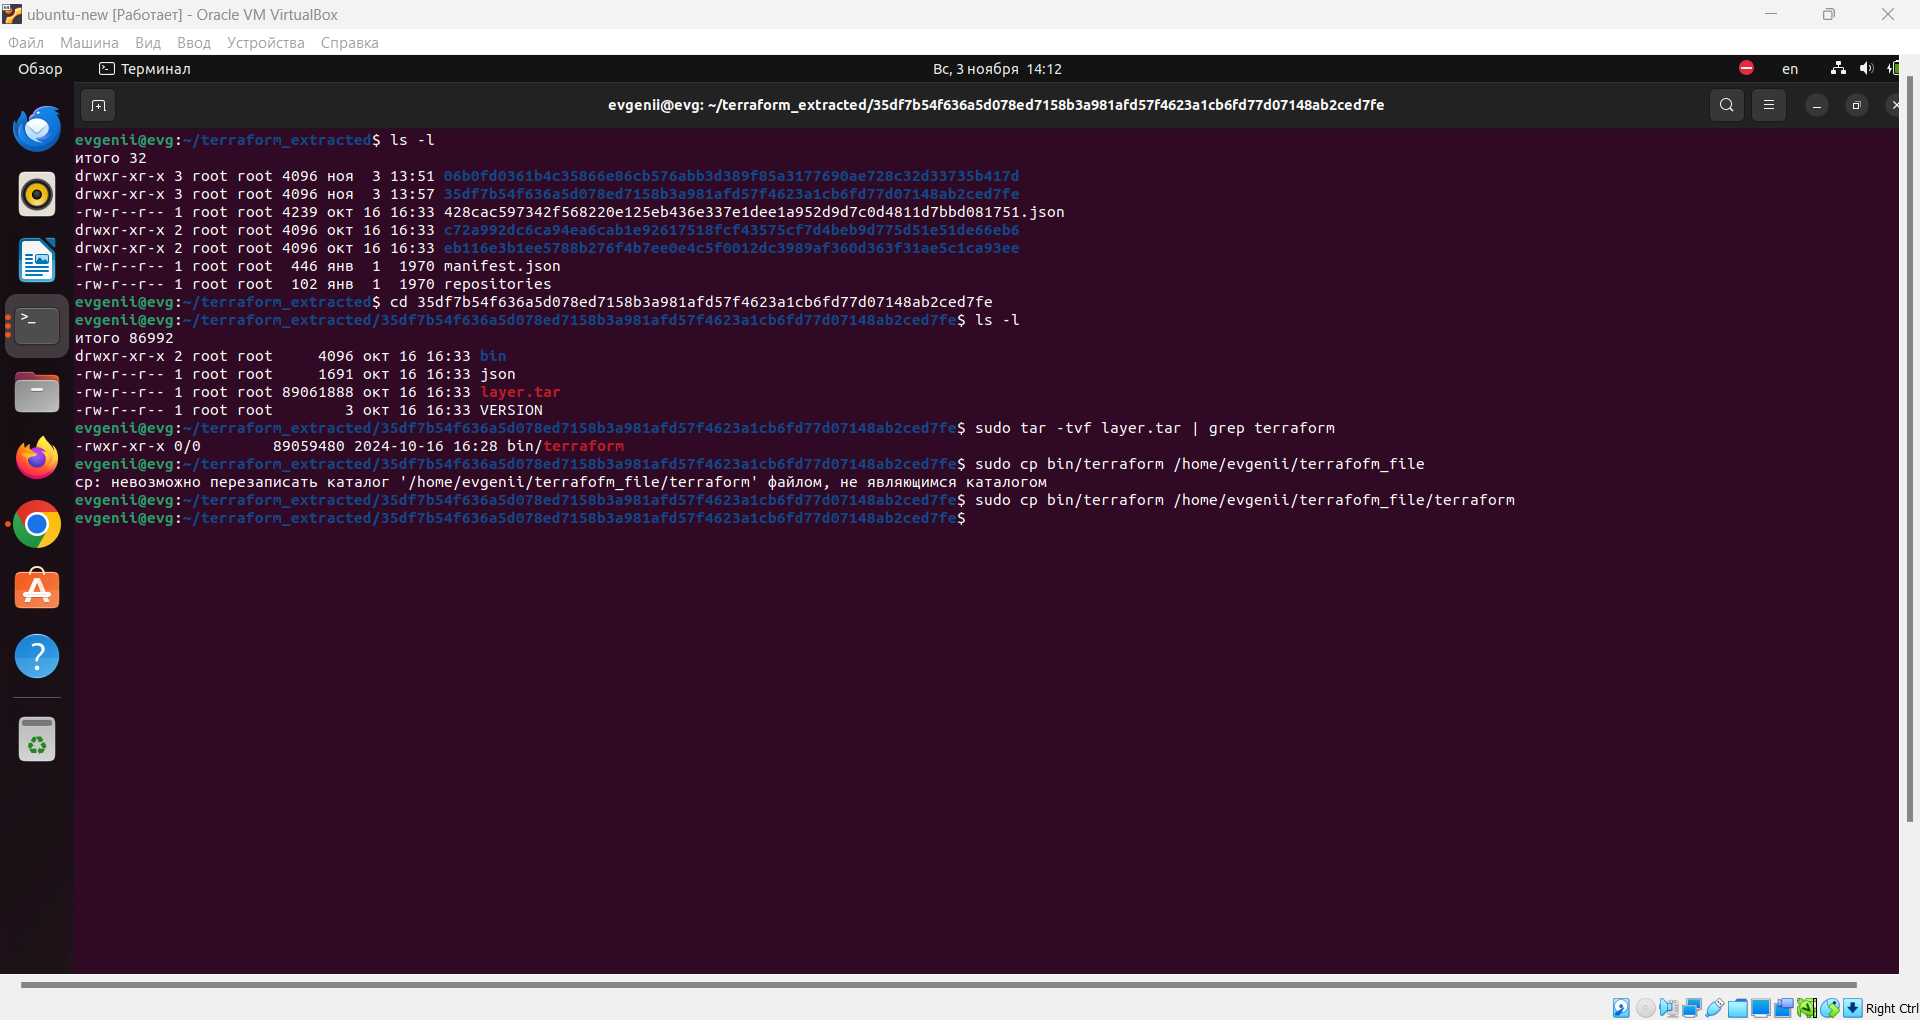 ubuntu-new [Работает] - Oracle VM VirtualBox
Файл Машина Вид Ввод Устройства Справка
Обзор Терминал Вс, 3 ноября 14:12 en
evgenii@evg: ~/terraform_extracted/35df7b54f636a5d078ed7158b3a981afd57f4623a1cb6fd77d07148ab2ced7fe
evgenii@evg:~/terraform_extracted$ ls -l
итого 32
drwxr-xr-x 3 root root 4096 ноя  3 13:51 06b0fd0361b4c35866e86cb576abb3d389f85a3177690ae728c32d33735b417d
drwxr-xr-x 3 root root 4096 ноя  3 13:57 35df7b54f636a5d078ed7158b3a981afd57f4623a1cb6fd77d07148ab2ced7fe
-rw-r--r-- 1 root root 4239 окт 16 16:33 428cac597342f568220e125eb436e337e1dee1a952d9d7c0d4811d7bbd081751.json
drwxr-xr-x 2 root root 4096 окт 16 16:33 c72a992dc6ca94ea6cab1e92617518fcf43575cf7d4beb9d775d51e51de66eb6
drwxr-xr-x 2 root root 4096 окт 16 16:33 eb116e3b1ee5788b276f4b7ee0e4c5f0012dc3989af360d363f31ae5c1ca93ee
-rw-r--r-- 1 root root  446 янв  1  1970 manifest.json
-rw-r--r-- 1 root root  102 янв  1  1970 repositories
evgenii@evg:~/terraform_extracted$ cd 35df7b54f636a5d078ed7158b3a981afd57f4623a1cb6fd77d07148ab2ced7fe
evgenii@evg:~/terraform_extracted/35df7b54f636a5d078ed7158b3a981afd57f4623a1cb6fd77d07148ab2ced7fe$ ls -l
итого 86992
drwxr-xr-x 2 root root     4096 окт 16 16:33 bin
-rw-r--r-- 1 root root     1691 окт 16 16:33 json
-rw-r--r-- 1 root root 89061888 окт 16 16:33 layer.tar
-rw-r--r-- 1 root root        3 окт 16 16:33 VERSION
evgenii@evg:~/terraform_extracted/35df7b54f636a5d078ed7158b3a981afd57f4623a1cb6fd77d07148ab2ced7fe$ sudo tar -tvf layer.tar | grep terraform
-rwxr-xr-x 0/0        89059480 2024-10-16 16:28 bin/terraform
evgenii@evg:~/terraform_extracted/35df7b54f636a5d078ed7158b3a981afd57f4623a1cb6fd77d07148ab2ced7fe$ sudo cp bin/terraform /home/evgenii/terrafofm_file
cp: невозможно перезаписать каталог '/home/evgenii/terrafofm_file/terraform' файлом, не являющимся каталогом
evgenii@evg:~/terraform_extracted/35df7b54f636a5d078ed7158b3a981afd57f4623a1cb6fd77d07148ab2ced7fe$ sudo cp bin/terraform /home/evgenii/terrafofm_file/terraform
evgenii@evg:~/terraform_extracted/35df7b54f636a5d078ed7158b3a981afd57f4623a1cb6fd77d07148ab2ced7fe$
Right Ctrl